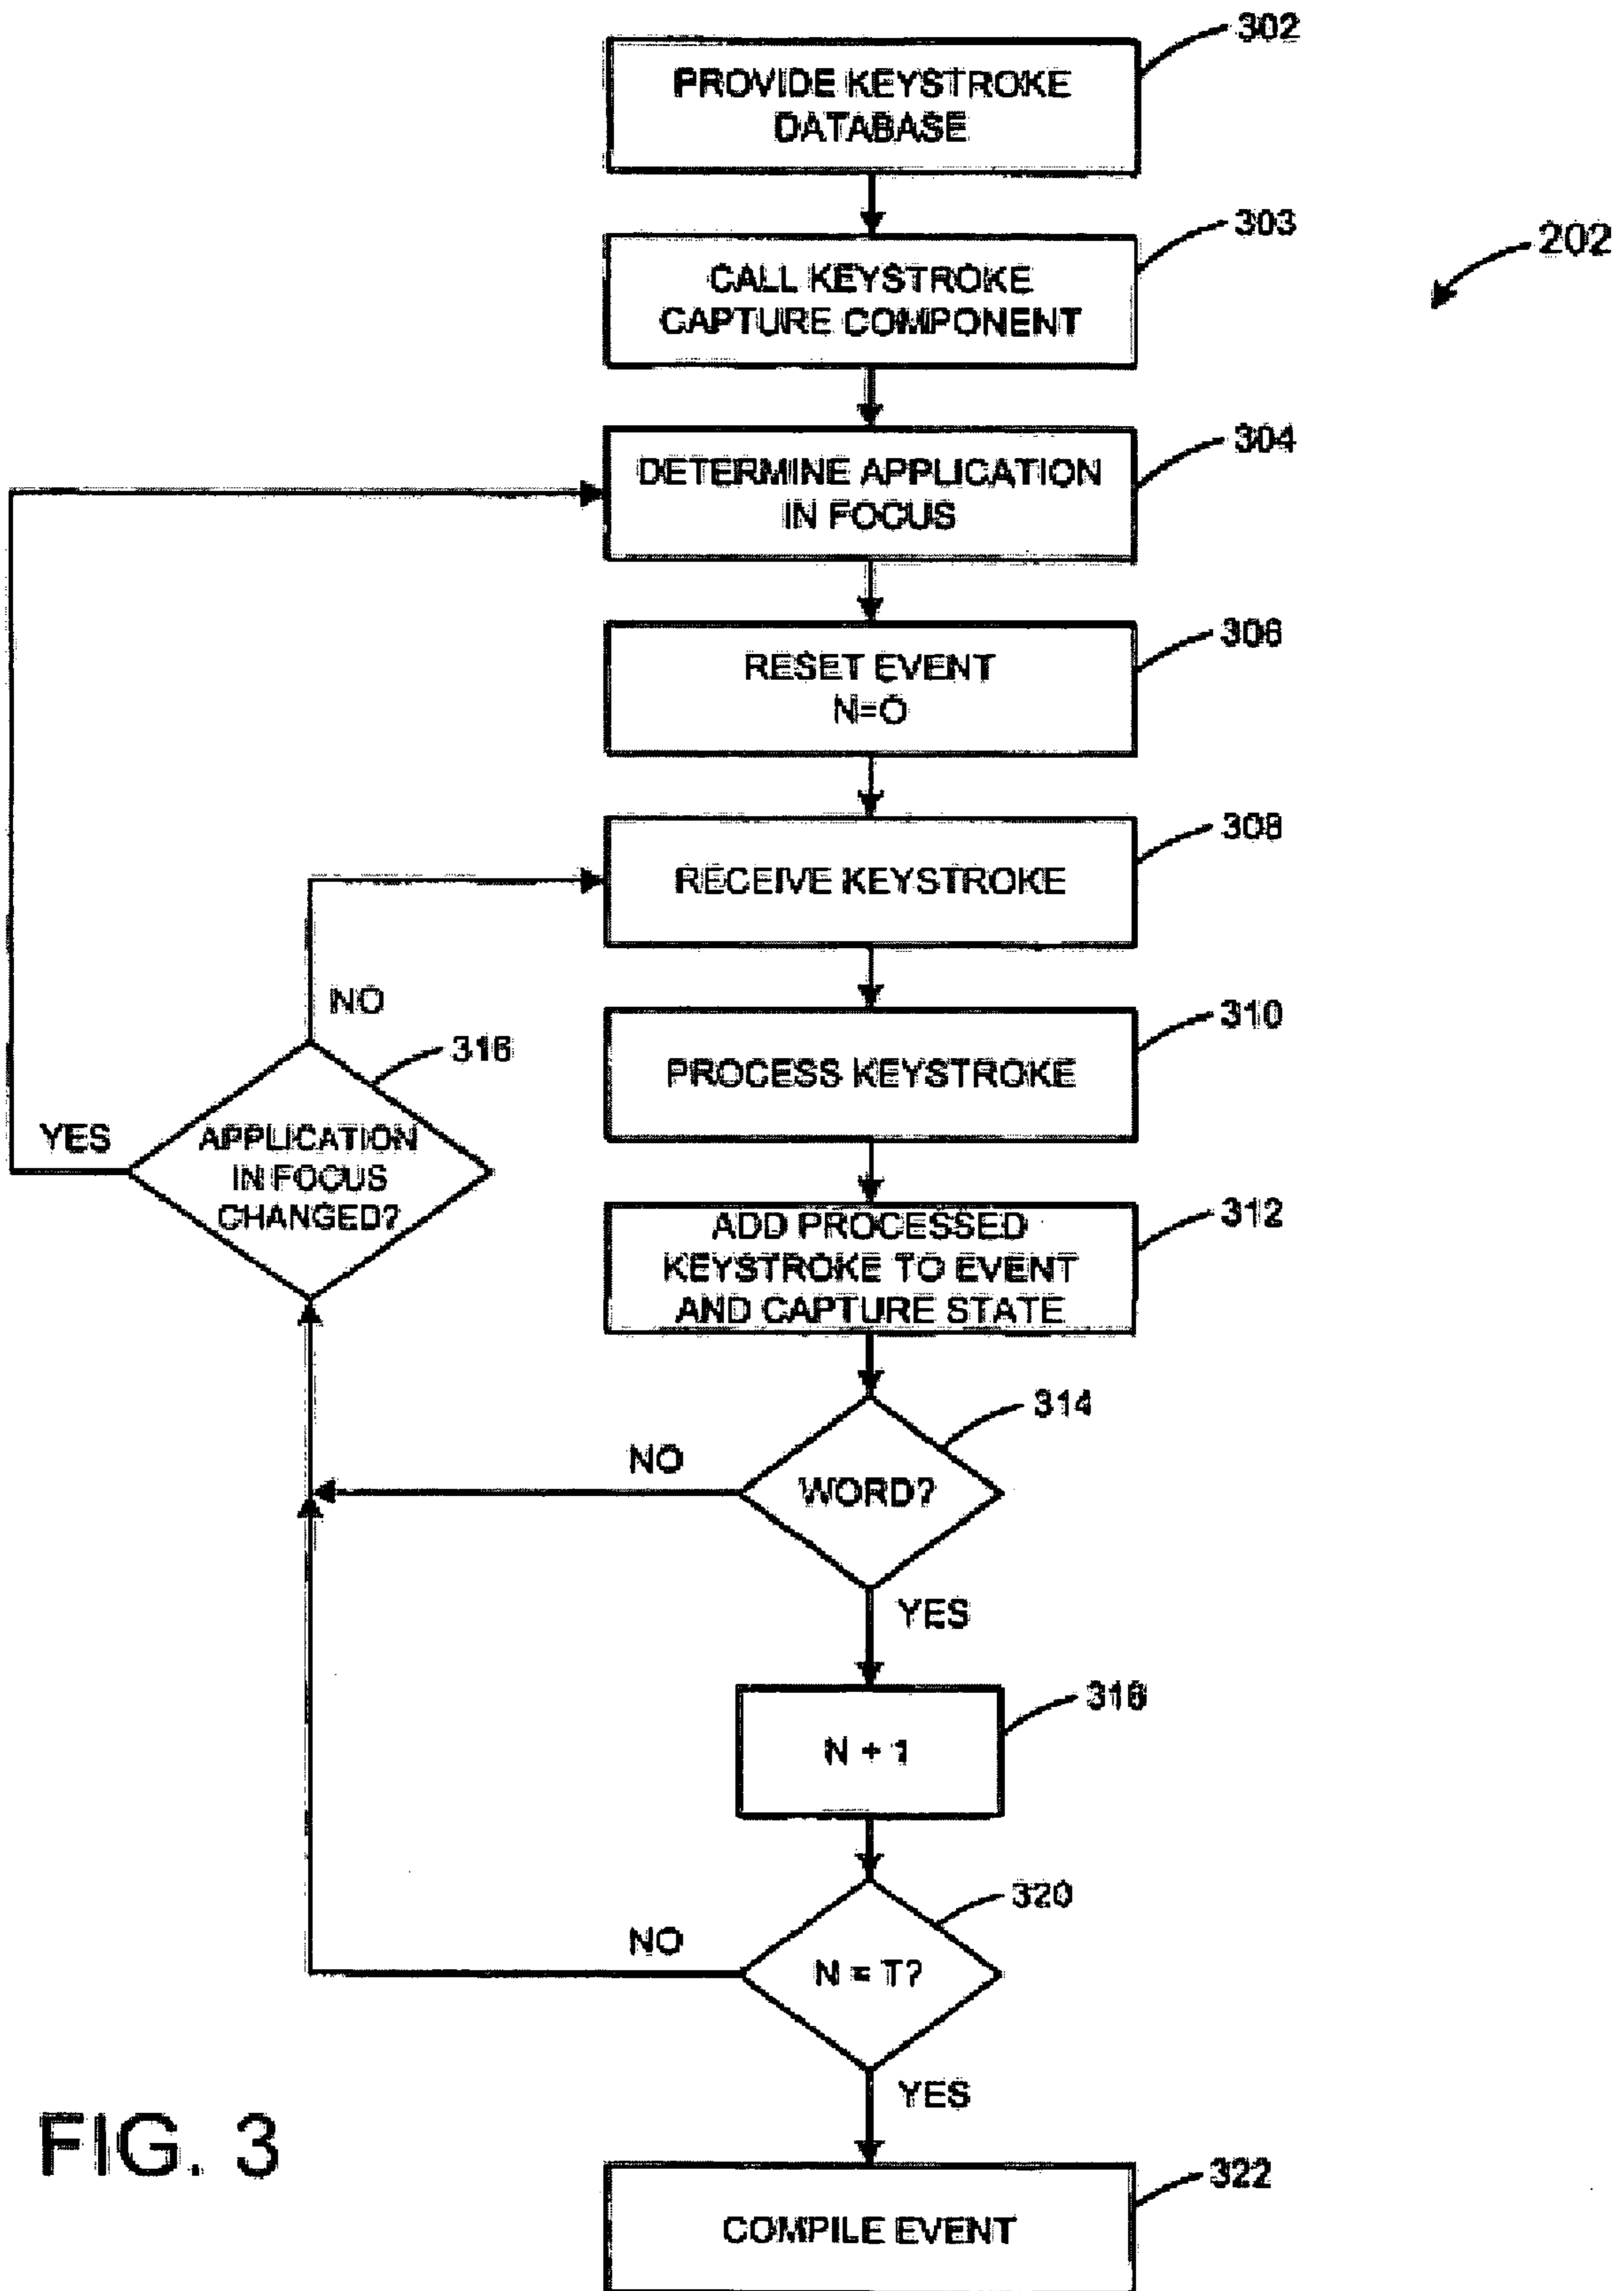 302
PROVIDE KEYSTROKE
DATABASE
303
CALL KEYSTROKE
CAPTURE COMPONENT
202
304
DETERMINE APPLICATION
IN FOCUS
306
RESET EVENT
N=O
308
RECEIVE KEYSTROKE
NO
310
PROCESS KEYSTROKE
316
YES
APPLICATION
IN FOCUS
CHANGED?
312
ADD PROCESSED
KEYSTROKE TO EVENT
AND CAPTURE STATE
314
NO
WORD?
YES
318
N + 1
320
NO
N = T?
YES
FIG. 3
322
COMPILE EVENT